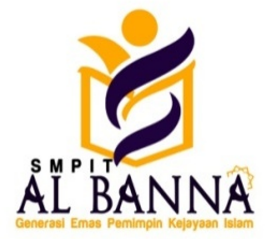 SMPIT
AL BANNA
Generasi Emas Pemimpin Kejayaan Islam